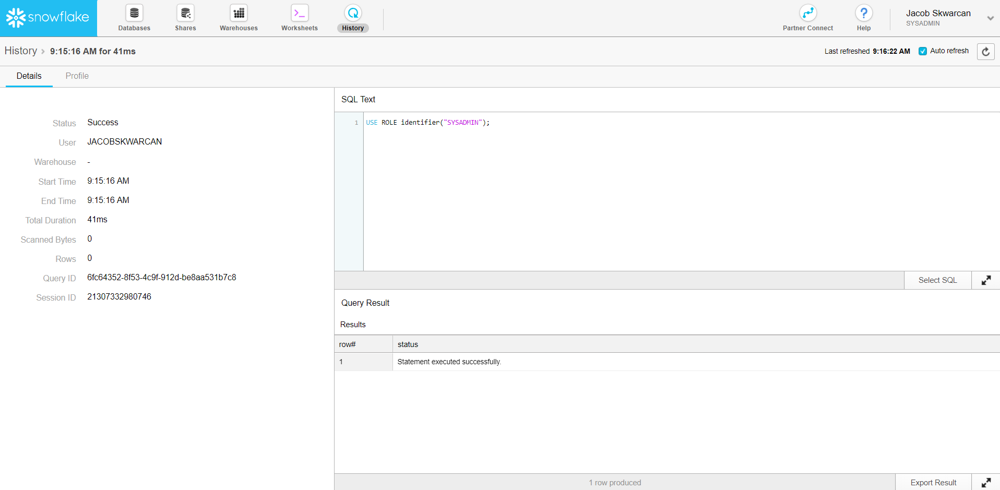 snowflake
Databases
Shares
Warehouses
Worksheets
History
Partner Connect
Help
Jacob Skwarcan
SYSADMIN
History › 9:15:16 AM for 41ms
Last refreshed 9:16:22 AM
Auto refresh
Details
Profile
Status Success
User JACOBSKWARCAN
Warehouse -
Start Time 9:15:16 AM
End Time 9:15:16 AM
Total Duration 41ms
Scanned Bytes 0
Rows 0
Query ID 6fc64352-8f53-4c9f-912d-be8aa531b7c8
Session ID 21307332980746
SQL Text
1 USE ROLE identifier("SYSADMIN");
Select SQL
Query Result
Results
row# status
1 Statement executed successfully.
1 row produced
Export Result